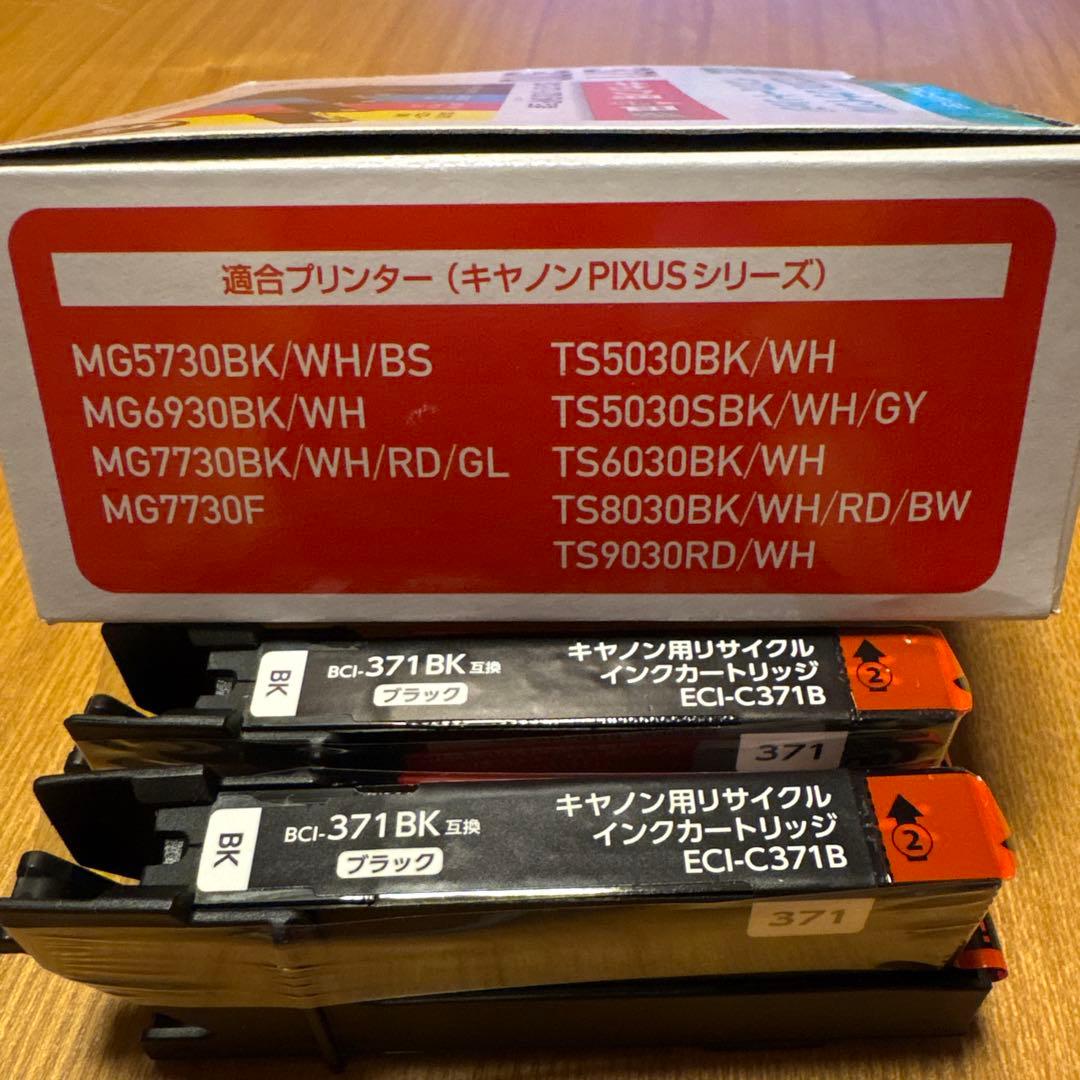 適合プリンター（キヤノンPIXUSシリーズ）
MG5730BK/WH/BS
MG6930BK/WH
MG7730BK/WH/RD/GL
MG7730F
TS5030BK/WH
TS5030SBK/WH/GY
TS6030BK/WH
TS8030BK/WH/RD/BW
TS9030RD/WH
BK
BCI-371BK互換
ブラック
キヤノン用リサイクル
インクカートリッジ
ECI-C371B
2
371
BK
BCI-371BK互換
ブラック
キヤノン用リサイクル
インクカートリッジ
ECI-C371B
2
371